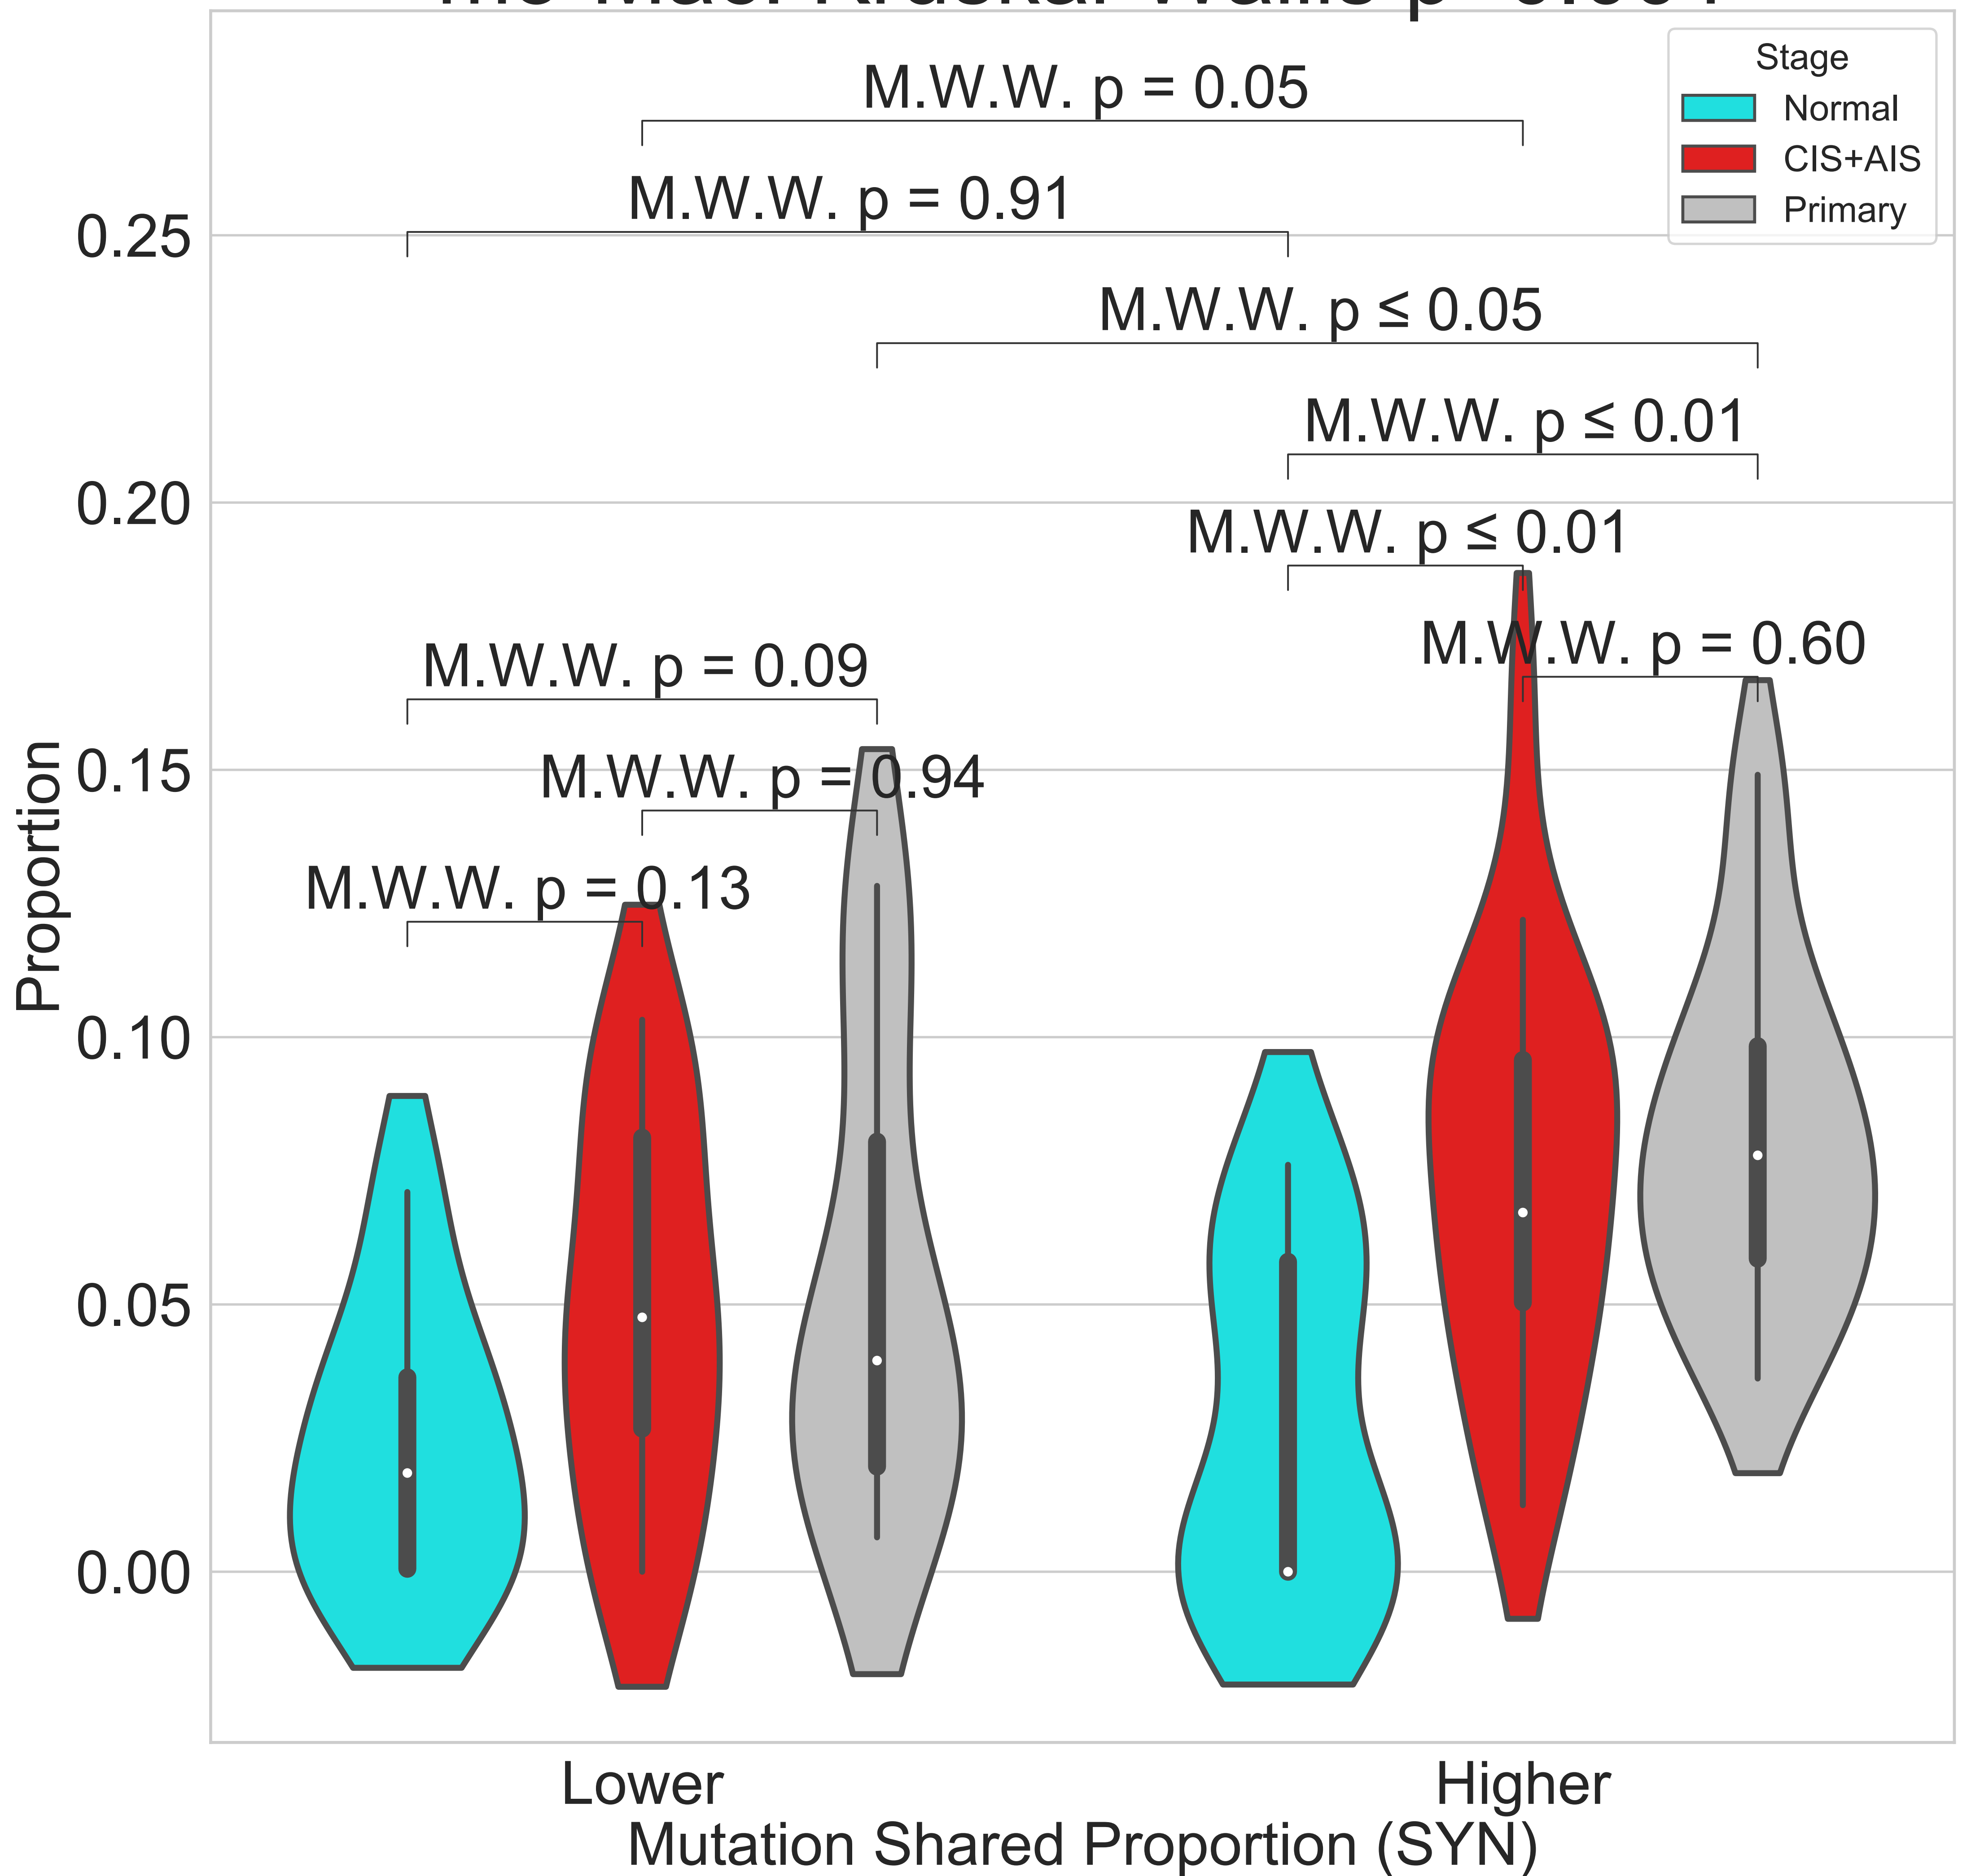 M.W.W. p = 0.05
M.W.W. p = 0.91
M.W.W. p ≤ 0.05
M.W.W. p ≤ 0.01
M.W.W. p ≤ 0.01
M.W.W. p = 0.60
M.W.W. p = 0.09
M.W.W. p = 0.94
M.W.W. p = 0.13
Stage
Normal
CIS+AIS
Primary
Proportion
0.25
0.20
0.15
0.10
0.05
0.00
Lower
Higher
Mutation Shared Proportion (SYN)